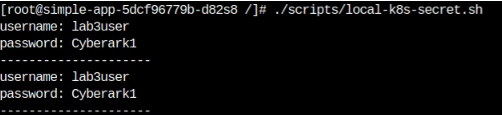 [root@simple-app-5dcf96779b-d82s8 /]# ./scripts/local-k8s-secret.sh
username: lab3user
password: Cyberark1
---------------------
username: lab3user
password: Cyberark1
---------------------